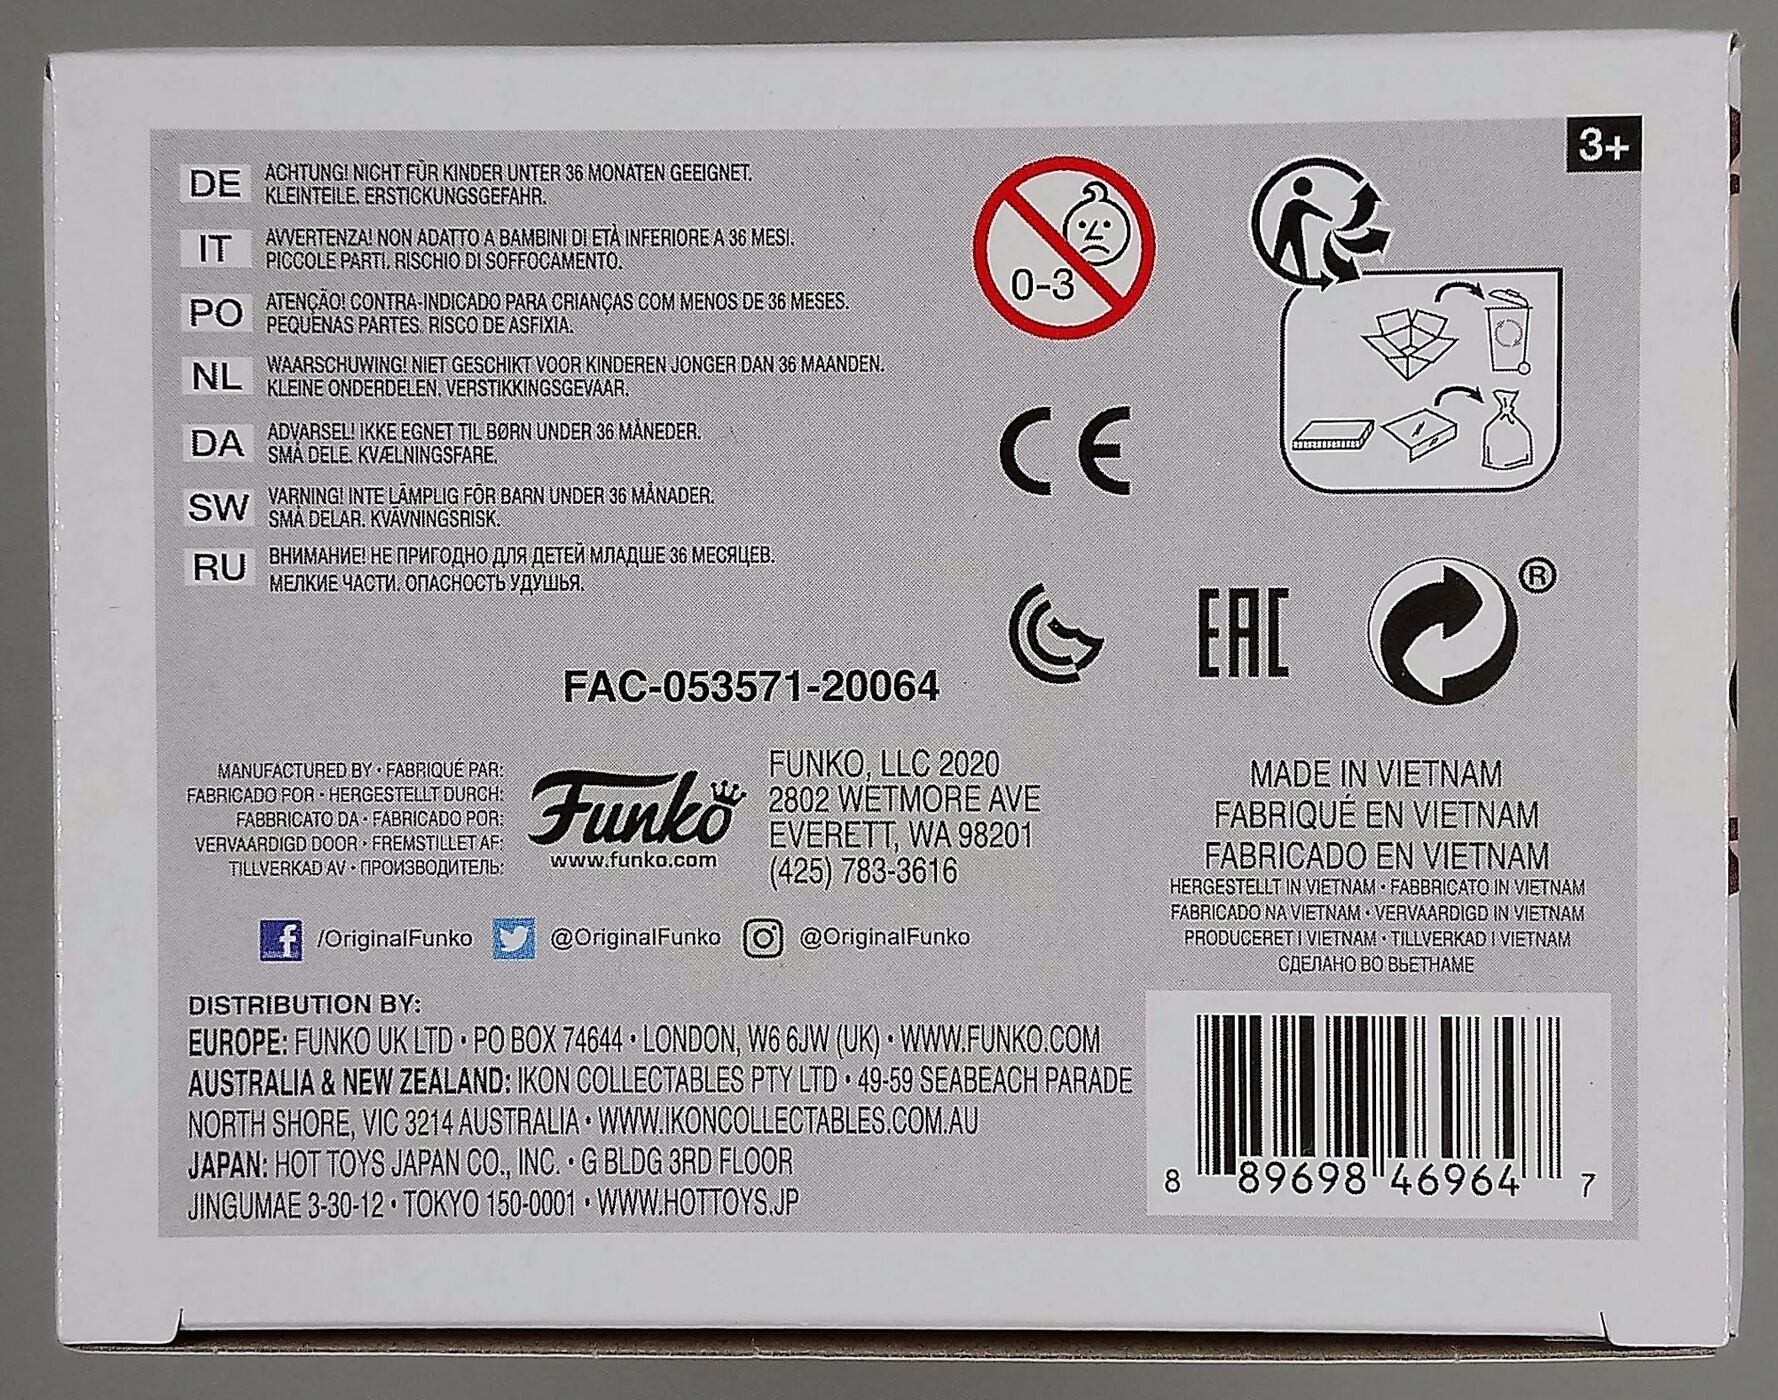 3+
DE
ACHTUNG! NICHT FÜR KINDER UNTER 36 MONATEN GEEIGNET.
KLEINTEILE. ERSTICKUNGSGEFAHR.
IT
AVVERTENZA! NON ADATTO A BAMBINI DI ETÀ INFERIORE A 36 MESI.
PICCOLE PARTI. RISCHIO DI SOFFOCAMENTO.
PO
ATENÇÃO! CONTRA-INDICADO PARA CRIANÇAS COM MENOS DE 36 MESES.
PEQUENAS PARTES. RISCO DE ASFIXIA.
NL
WAARSCHUWING! NIET GESCHIKT VOOR KINDEREN JONGER DAN 36 MAANDEN.
KLEINE ONDERDELEN. VERSTIKKINGSGEVAAR.
DA
ADVARSEL! IKKE EGNET TIL BØRN UNDER 36 MÅNEDER.
SMÅ DELE. KVÆLNINGSFARE.
SW
VARNING! INTE LÄMPLIG FÖR BARN UNDER 36 MÅNADER.
SMÅ DELAR. KVÄVNINGSRISK.
RU
ВНИМАНИЕ! НЕ ПРИГОДНО ДЛЯ ДЕТЕЙ МЛАДШЕ 36 МЕСЯЦЕВ.
МЕЛКИЕ ЧАСТИ. ОПАСНОСТЬ УДУШЬЯ.
0-3
CE
EAC
®
FAC-053571-20064
MANUFACTURED BY • FABRIQUÉ PAR:
FABRICADO POR • HERGESTELLT DURCH:
FABBRICATO DA • FABRICADO POR:
VERVAARDIGD DOOR • FREMSTILLET AF:
TILLVERKAD AV • ПРОИЗВОДИТЕЛЬ:
Funko
www.funko.com
FUNKO, LLC 2020
2802 WETMORE AVE
EVERETT, WA 98201
(425) 783-3616
MADE IN VIETNAM
FABRIQUÉ EN VIETNAM
FABRICADO EN VIETNAM
HERGESTELLT IN VIETNAM • FABBRICATO IN VIETNAM
FABRICADO NA VIETNAM • VERVAARDIGD IN VIETNAM
PRODUCERET I VIETNAM • TILLVERKAD I VIETNAM
СДЕЛАНО ВО ВЬЕТНАМЕ
/OriginalFunko @OriginalFunko @OriginalFunko
DISTRIBUTION BY:
EUROPE: FUNKO UK LTD • PO BOX 74644 • LONDON, W6 6JW (UK) • WWW.FUNKO.COM
AUSTRALIA & NEW ZEALAND: IKON COLLECTABLES PTY LTD • 49-59 SEABEACH PARADE
NORTH SHORE, VIC 3214 AUSTRALIA • WWW.IKONCOLLECTABLES.COM.AU
JAPAN: HOT TOYS JAPAN CO., INC. • G BLDG 3RD FLOOR
JINGUMAE 3-30-12 • TOKYO 150-0001 • WWW.HOTTOYS.JP
8 89698 46964 7